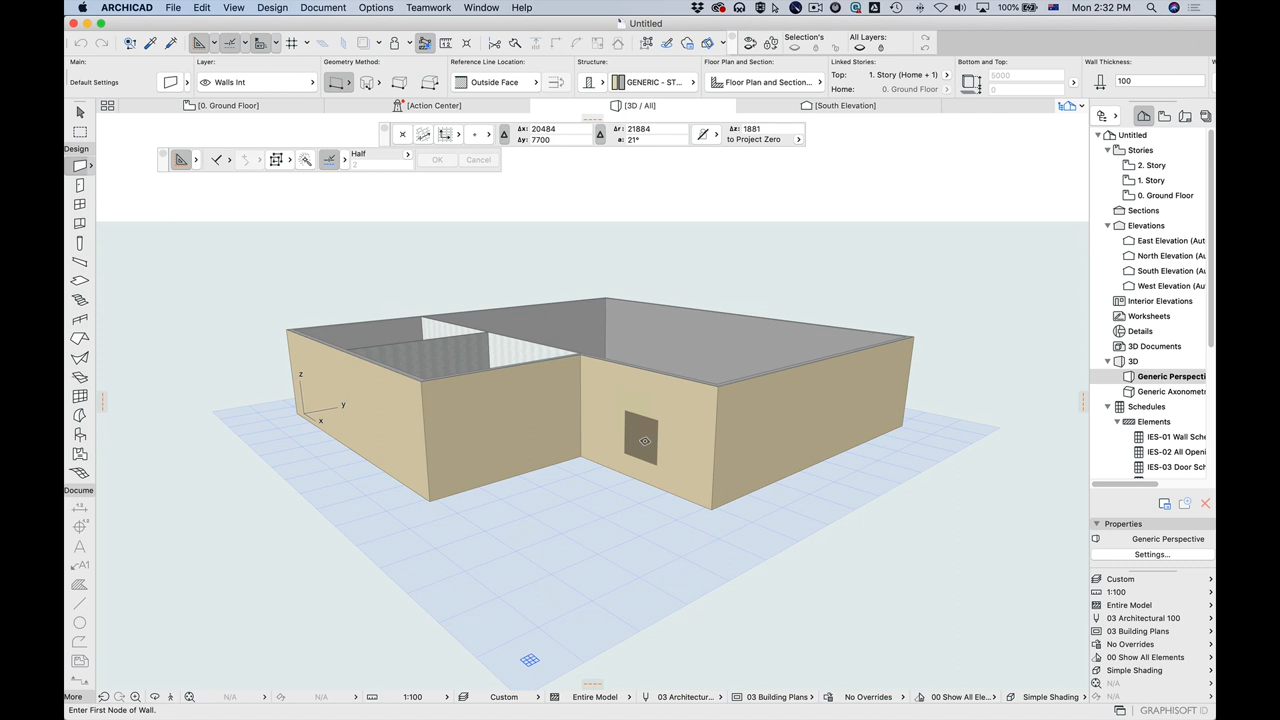 ARCHICAD File Edit View Design Document Options Teamwork Window Help 100% Mon 2:32 PM
Untitled
Selection's All Layers:
Main: Layer: Geometry Method: Reference Line Location: Structure: Floor Plan and Section: Linked Stories: Bottom and Top: Wall Thickness:
Top: 1. Story (Home + 1) 5000
Default Settings Walls Int Outside Face GENERIC - ST... Floor Plan and Section... 100
Home: 0. Ground Floor 0
[0. Ground Floor] [Action Center] [3D / All] [South Elevation]
Δx: 20484 Δr: 21884 Δz: 1881
Δy: 7700 a: 21° to Project Zero
Half
2
OK Cancel
Design
Docume
More
z
y
x
Untitled
Stories
2. Story
1. Story
0. Ground Floor
Sections
Elevations
East Elevation (Aut
North Elevation (Au
South Elevation (Au
West Elevation (Au
Interior Elevations
Worksheets
Details
3D Documents
3D
Generic Perspecti
Generic Axonomet
Schedules
Elements
IES-01 Wall Sche
IES-02 All Openi
IES-03 Door Sch
Properties
Generic Perspective
Settings...
Custom
1:100
Entire Model
03 Architectural 100
03 Building Plans
No Overrides
00 Show All Elements
Simple Shading
N/A
N/A
N/A N/A 1:100 Custom Entire Model 03 Architectur... 03 Building Plans No Overrides 00 Show All Ele... Simple Shading
Enter First Node of Wall.
GRAPHISOFT ID